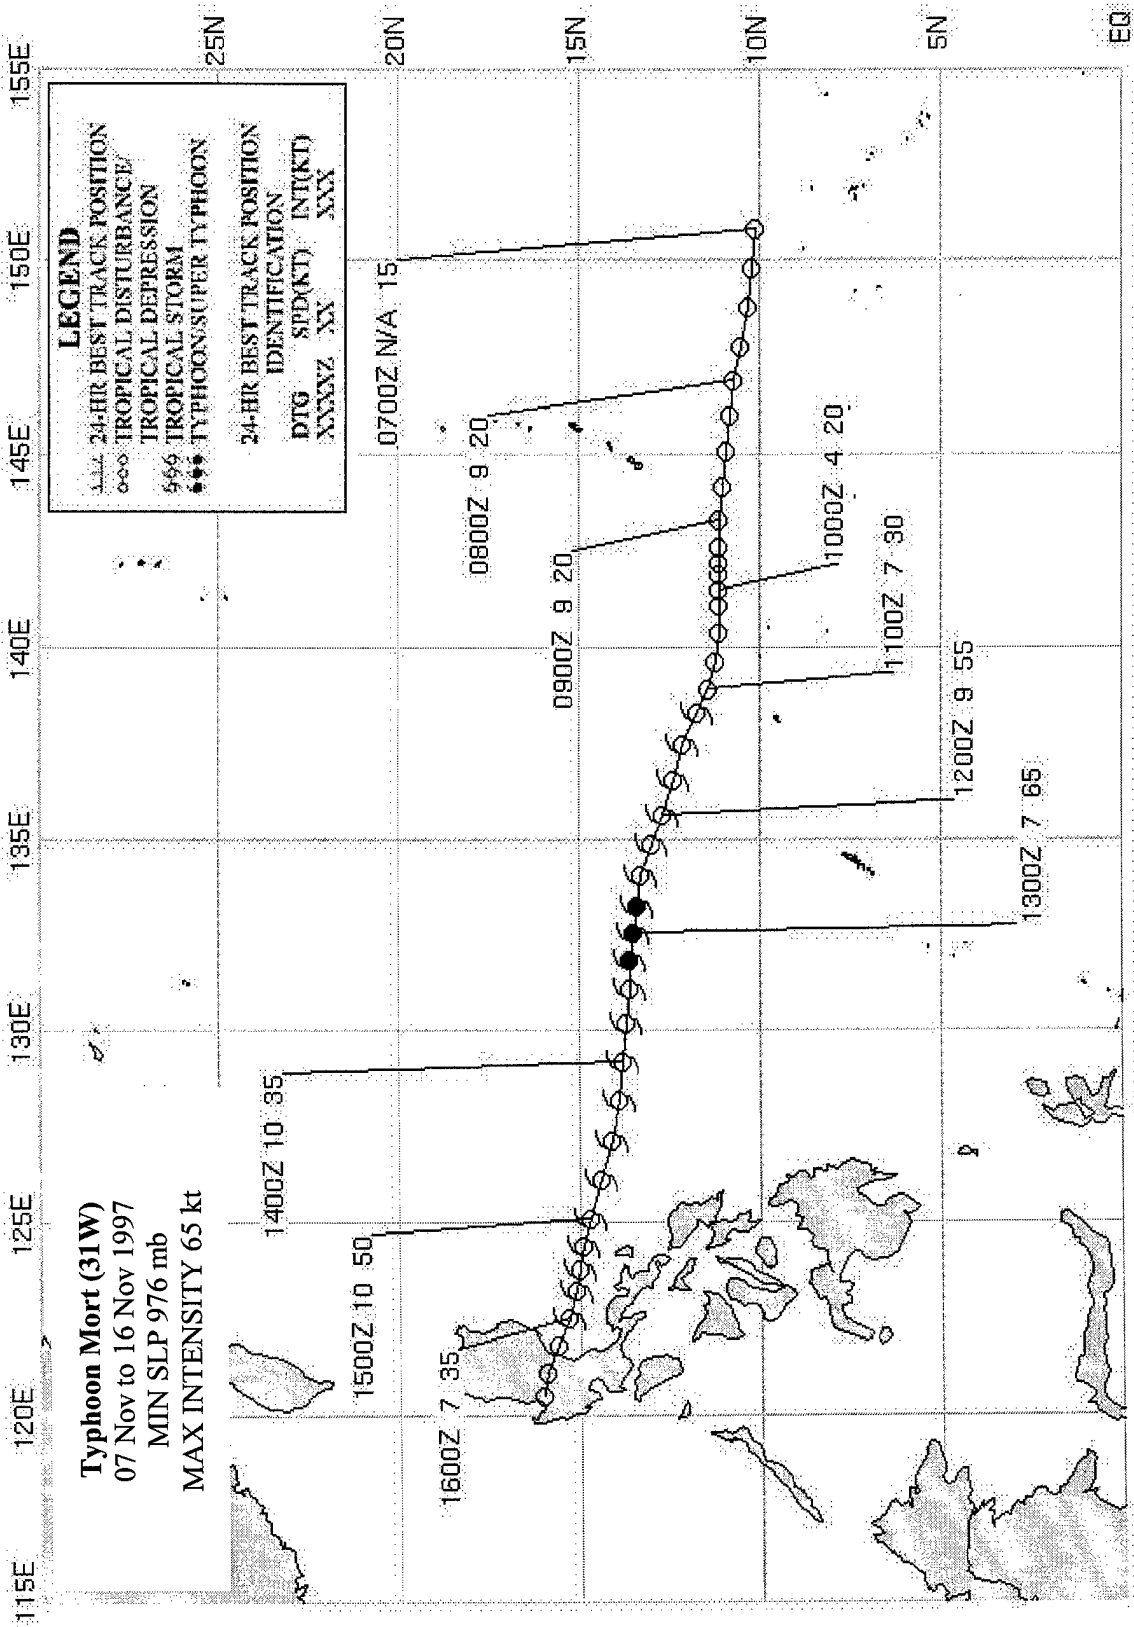 Typhoon Mort (31W)
07 Nov to 16 Nov 1997
MIN SLP 976 mb
MAX INTENSITY 65 kt
LEGEND
24-HR BEST TRACK POSITION
TROPICAL DISTURBANCE/
TROPICAL DEPRESSION
TROPICAL STORM
TYPHOON/SUPER TYPHOON
24-HR BEST TRACK POSITION
IDENTIFICATION
DTG SPD(KT) INT(KT)
XXXXZ XX XXX
115E
120E
125E
130E
135E
140E
145E
150E
155E
25N
20N
15N
10N
5N
EQ
0700Z N/A 15
0800Z 9 20
0900Z 9 20
1000Z 4 20
1100Z 7 30
1200Z 9 55
1300Z 7 65
1400Z 10 35
1500Z 10 50
1600Z 7 35